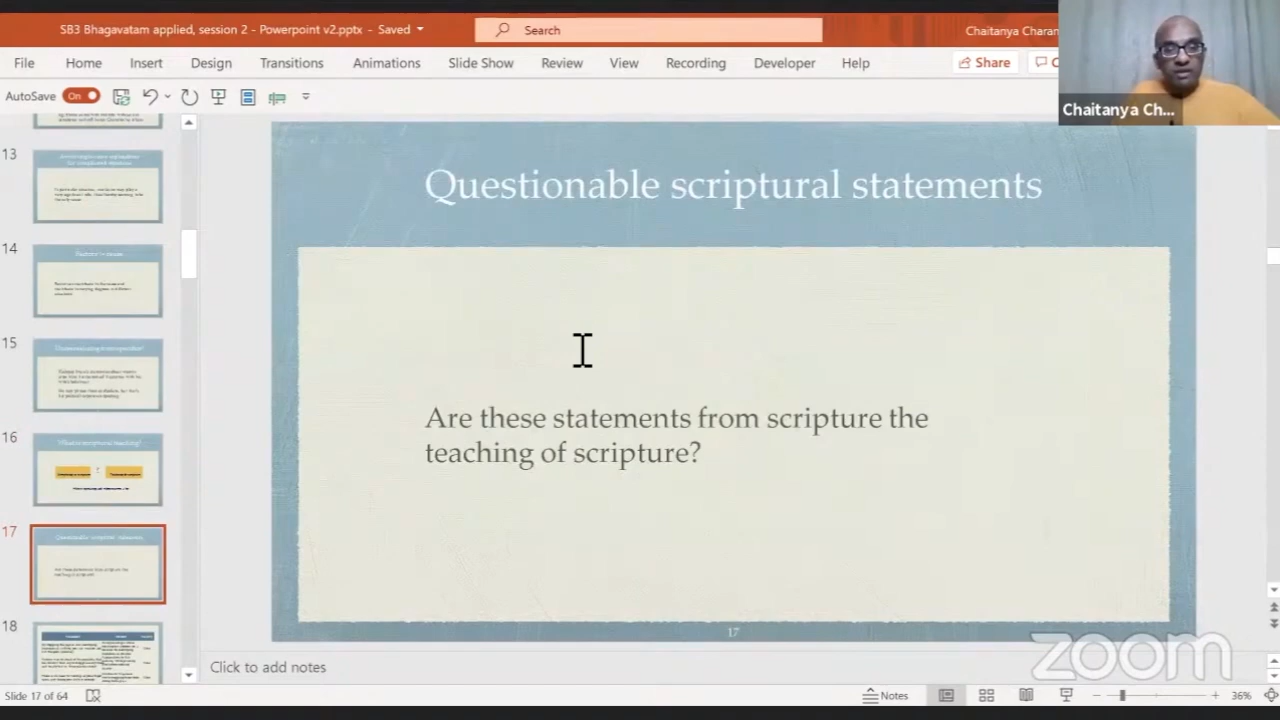 SB3 Bhagavatam applied, session 2 - Powerpoint v2.pptx - Saved
Search
Chaitanya Charan
File Home Insert Design Transitions Animations Slide Show Review View Recording Developer Help
Share
AutoSave On
Chaitanya Ch...
13
14
15
16
17
18
Questionable scriptural statements
Are these statements from scripture the
teaching of scripture?
17
zoom
Click to add notes
Slide 17 of 64
Notes
36%